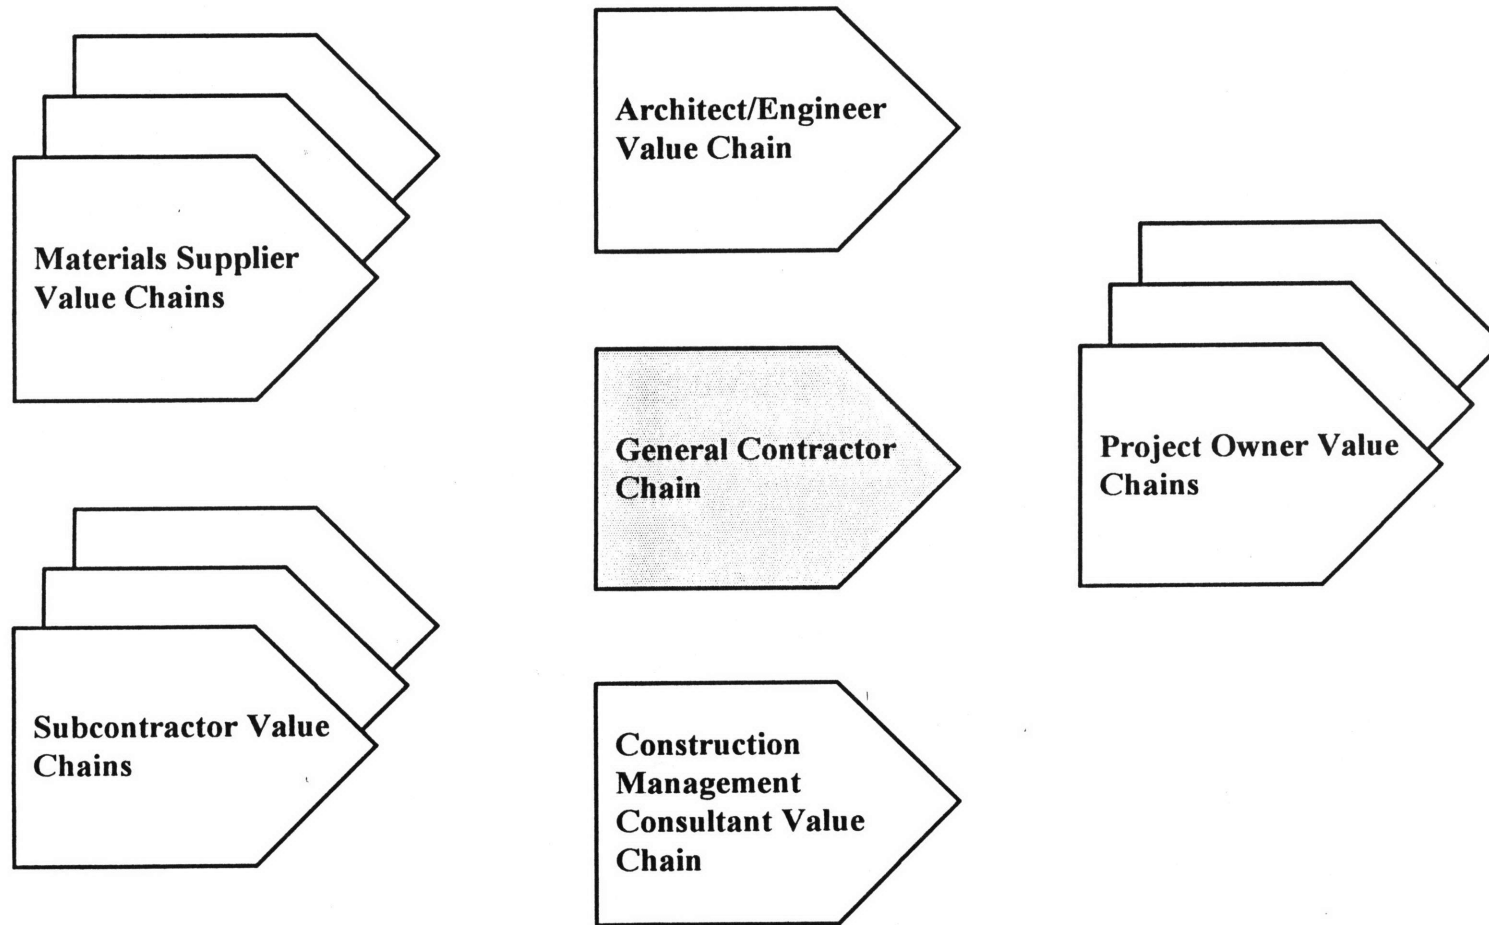 Materials Supplier
Value Chains
Subcontractor Value
Chains
Architect/Engineer
Value Chain
General Contractor
Chain
Construction
Management
Consultant Value
Chain
Project Owner Value
Chains